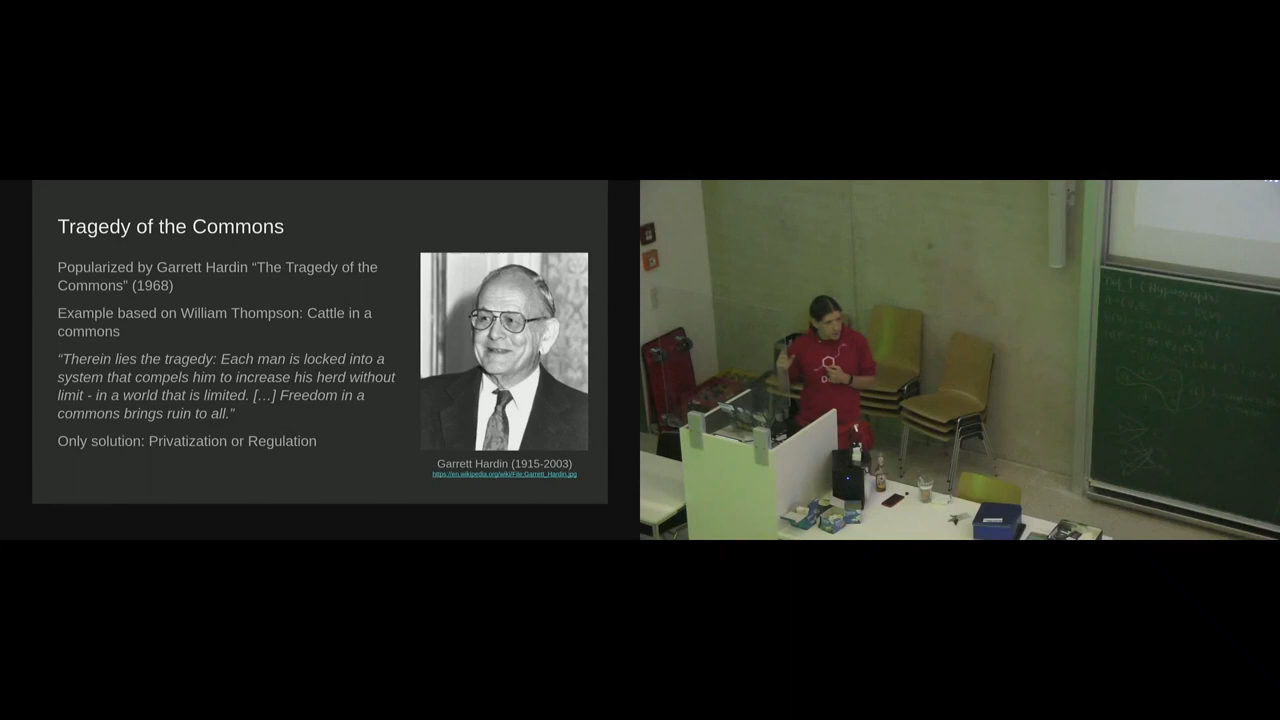 Tragedy of the Commons
Popularized by Garrett Hardin “The Tragedy of the
Commons” (1968)
Example based on William Thompson: Cattle in a
commons
“Therein lies the tragedy: Each man is locked into a
system that compels him to increase his herd without
limit - in a world that is limited. […] Freedom in a
commons brings ruin to all.”
Only solution: Privatization or Regulation
Garrett Hardin (1915-2003)
https://en.wikipedia.org/wiki/File:Garrett_Hardin.jpg